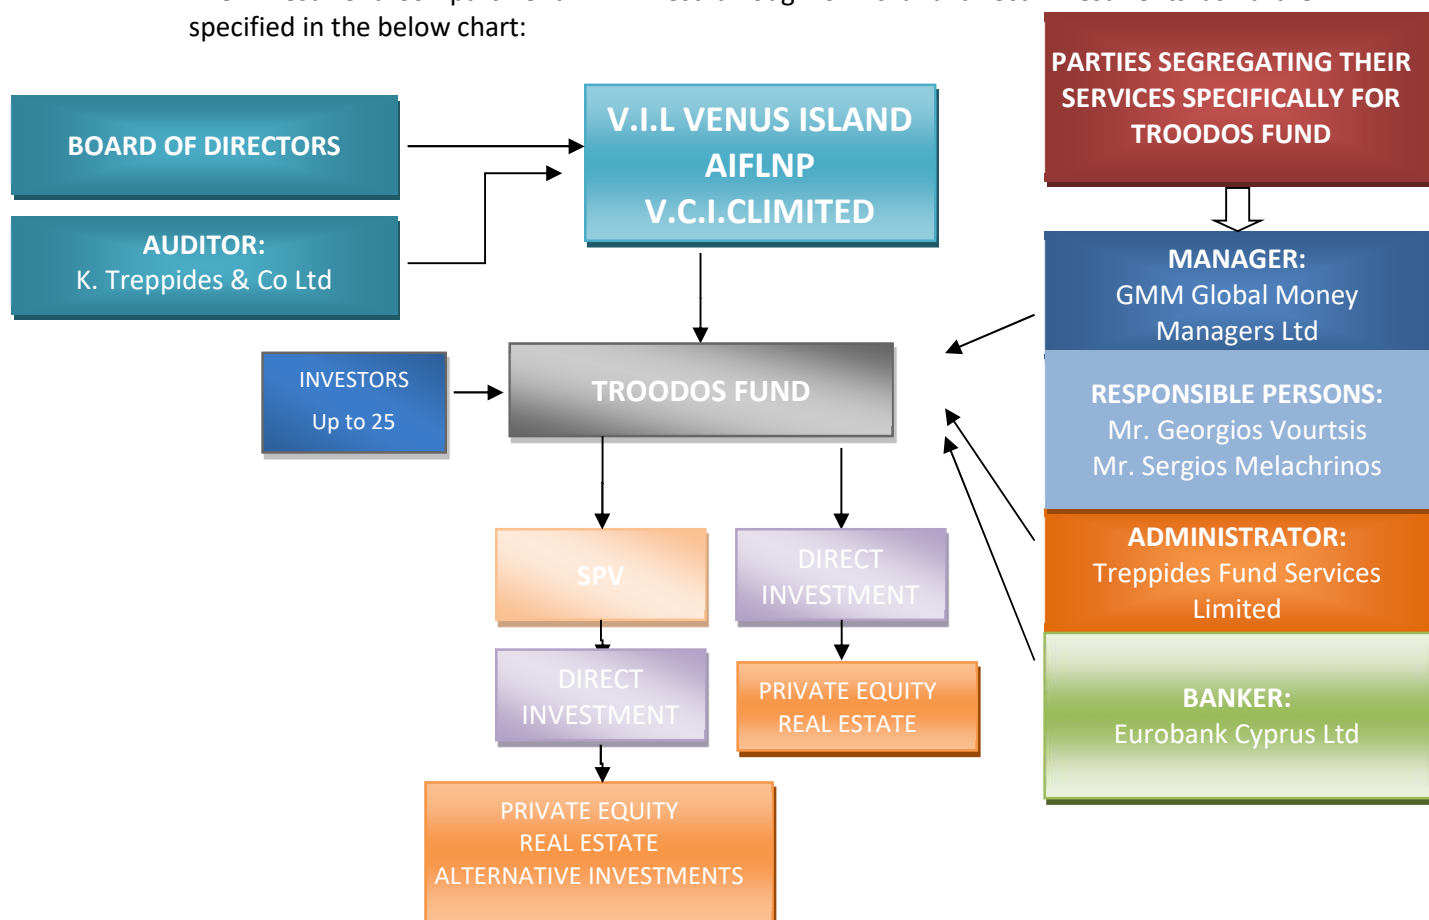 specified in the below chart:
PARTIES SEGREGATING THEIR
SERVICES SPECIFICALLY FOR
TROODOS FUND
BOARD OF DIRECTORS
V.I.L VENUS ISLAND
AIFLNP
V.C.I.CLIMITED
AUDITOR:
K. Treppides & Co Ltd
MANAGER:
GMM Global Money
Managers Ltd
INVESTORS
Up to 25
TROODOS FUND
RESPONSIBLE PERSONS:
Mr. Georgios Vourtsis
Mr. Sergios Melachrinos
SPV
DIRECT
INVESTMENT
ADMINISTRATOR:
Treppides Fund Services
Limited
DIRECT
INVESTMENT
PRIVATE EQUITY
REAL ESTATE
BANKER:
Eurobank Cyprus Ltd
PRIVATE EQUITY
REAL ESTATE
ALTERNATIVE INVESTMENTS